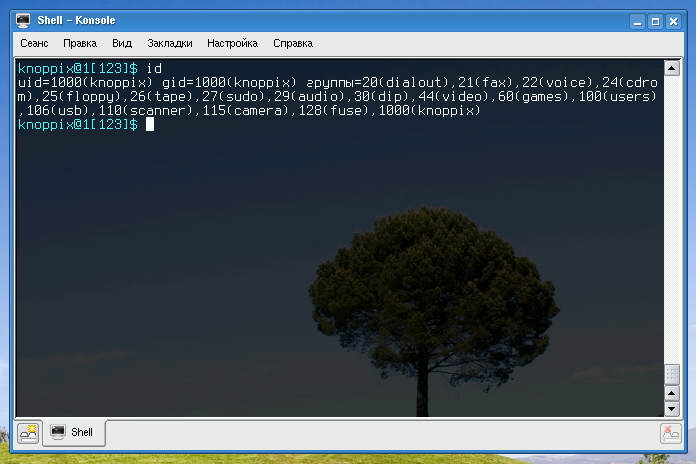 Shell – Konsole
Сеанс Правка Вид Закладки Настройка Справка
knoppix@1[123]$ id
uid=1000(knoppix) gid=1000(knoppix) группы=20(dialout),21(fax),22(voice),24(cdro
m),25(floppy),26(tape),27(sudo),29(audio),30(dip),44(video),60(games),100(users)
,106(usb),110(scanner),115(camera),128(fuse),1000(knoppix)
knoppix@1[123]$
Shell